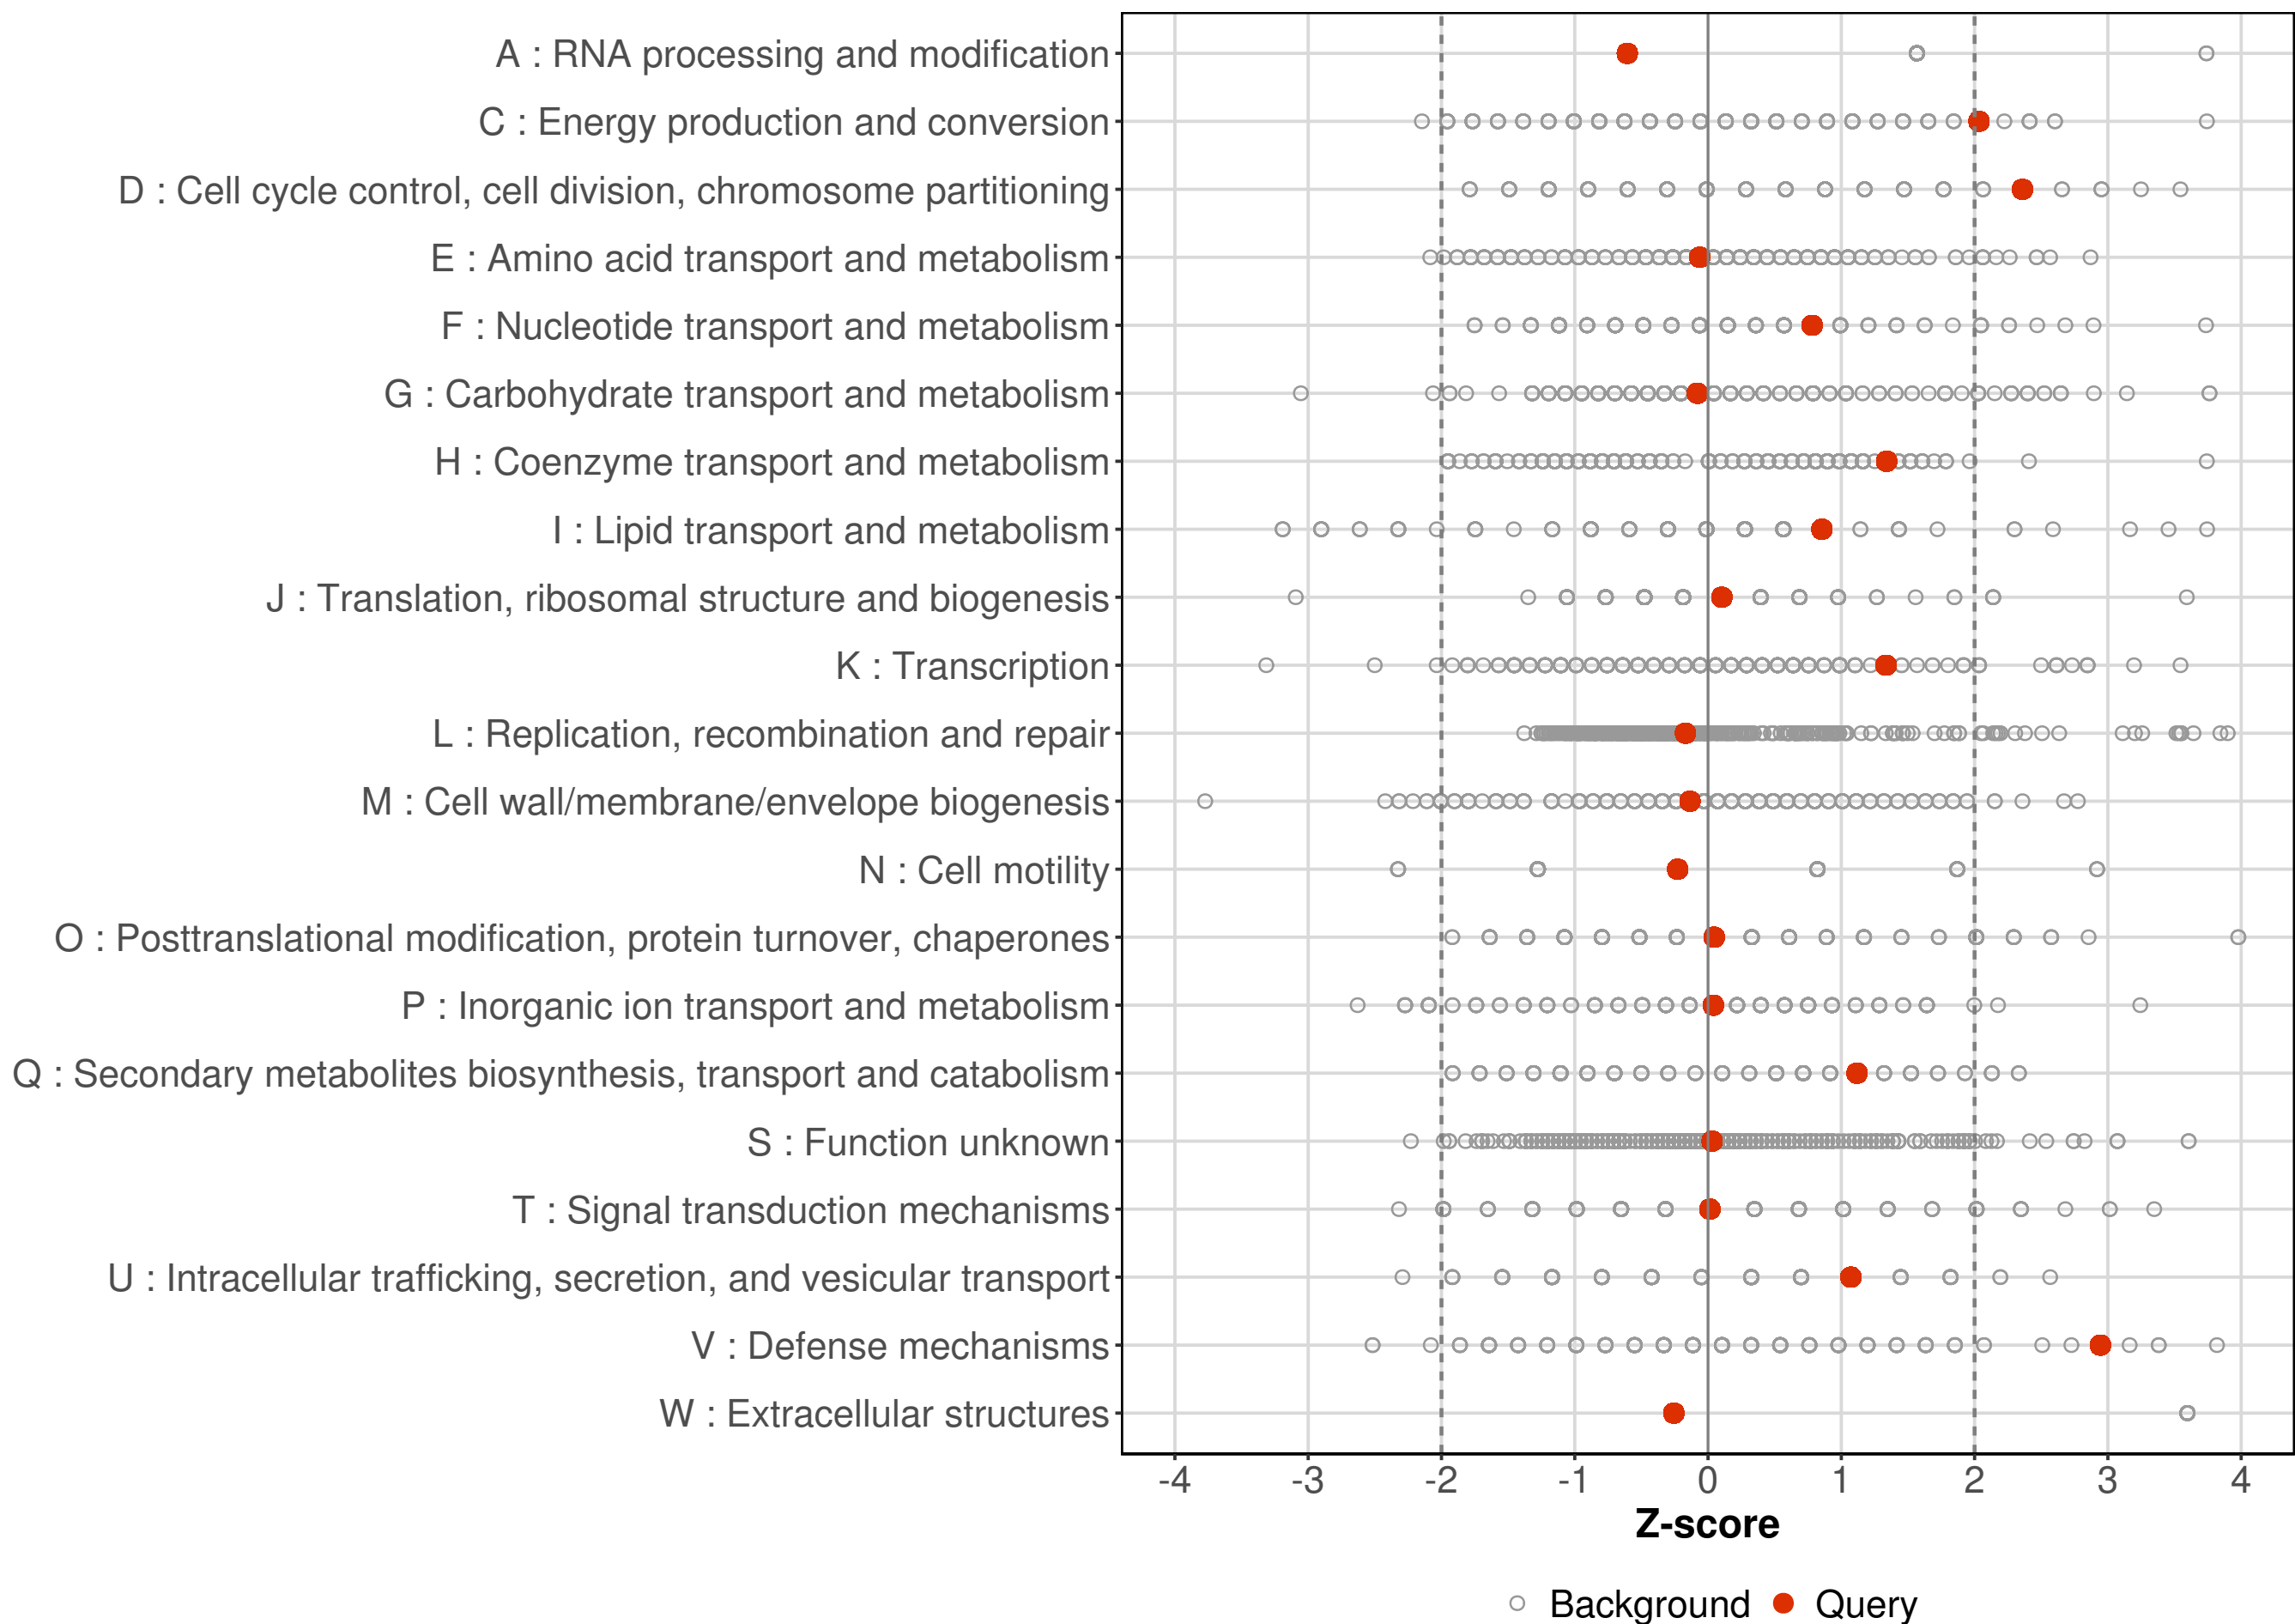 A : RNA processing and modification
C : Energy production and conversion
D : Cell cycle control, cell division, chromosome partitioning
E : Amino acid transport and metabolism
F : Nucleotide transport and metabolism
G : Carbohydrate transport and metabolism
H : Coenzyme transport and metabolism
I : Lipid transport and metabolism
J : Translation, ribosomal structure and biogenesis
K : Transcription
L : Replication, recombination and repair
M : Cell wall/membrane/envelope biogenesis
N : Cell motility
O : Posttranslational modification, protein turnover, chaperones
P : Inorganic ion transport and metabolism
Q : Secondary metabolites biosynthesis, transport and catabolism
S : Function unknown
T : Signal transduction mechanisms
U : Intracellular trafficking, secretion, and vesicular transport
V : Defense mechanisms
W : Extracellular structures
-4 -3 -2 -1 0 1 2 3 4
Z-score
Background Query